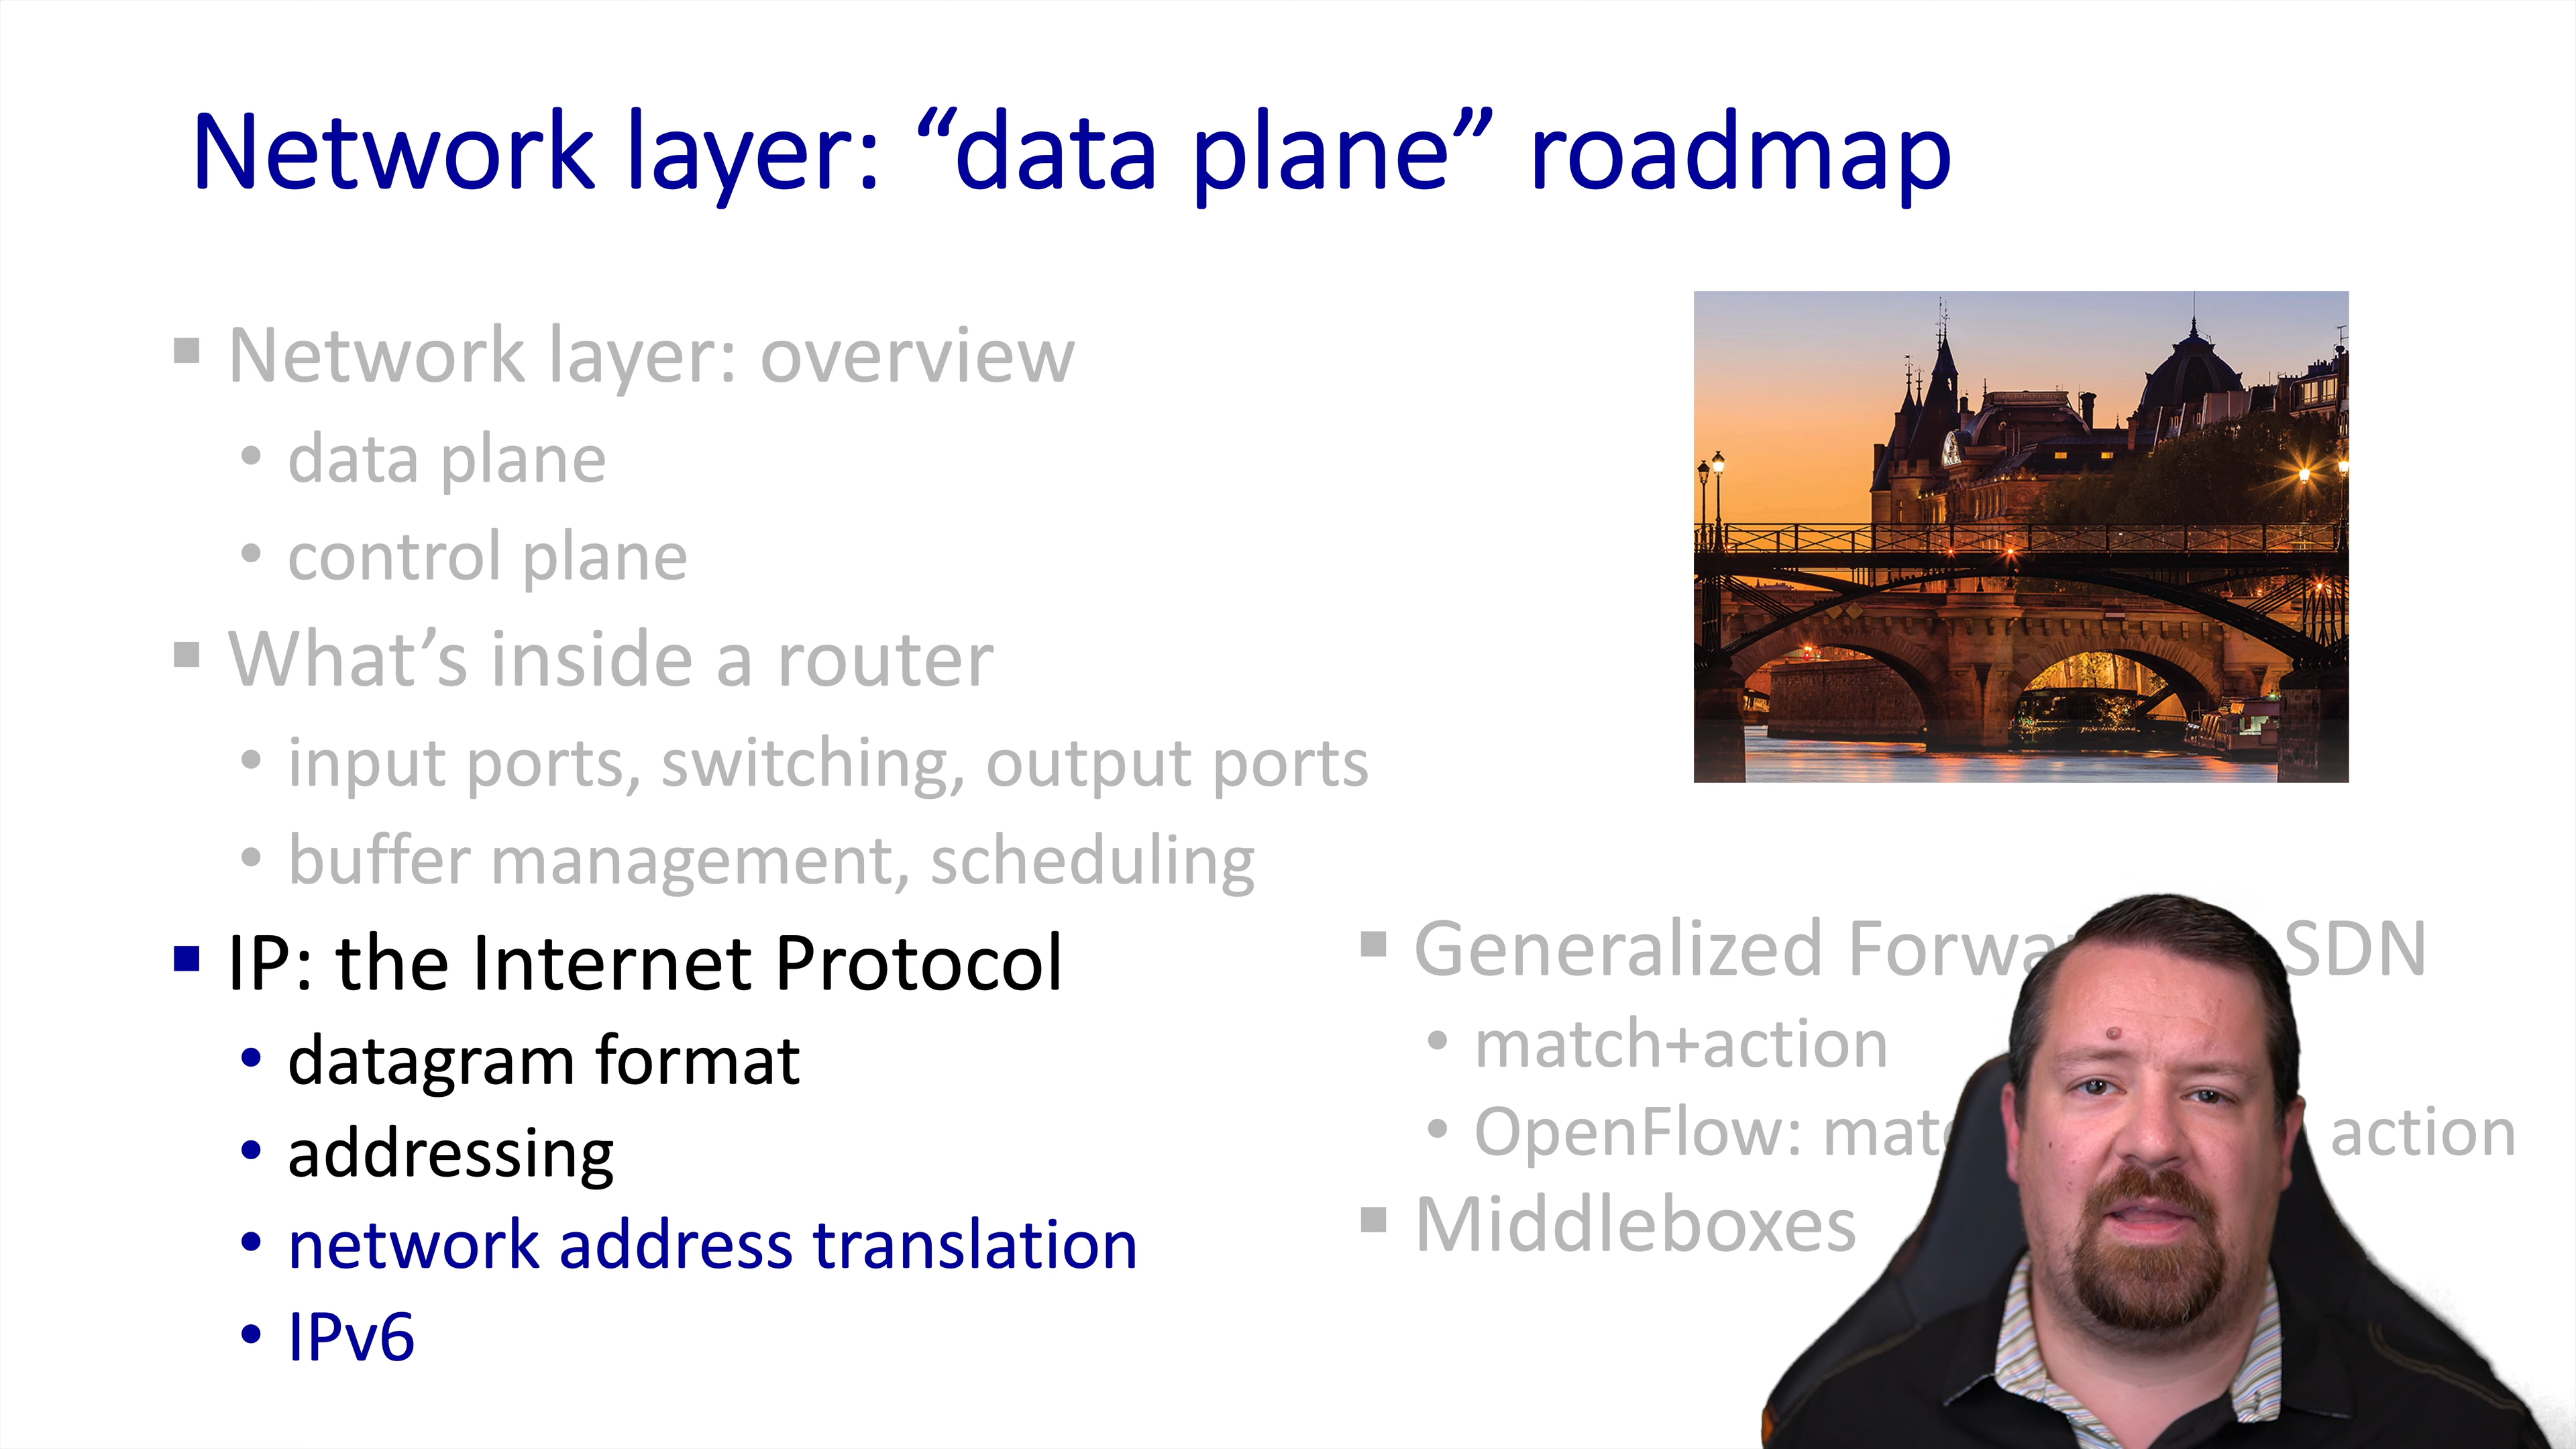 Network layer: “data plane” roadmap
▪ Network layer: overview
• data plane
• control plane
▪ What’s inside a router
• input ports, switching, output ports
• buffer management, scheduling
▪ IP: the Internet Protocol
• datagram format
• addressing
• network address translation
• IPv6
▪ Generalized SDN
• match+action
• OpenFlow: action
▪ Middleboxes